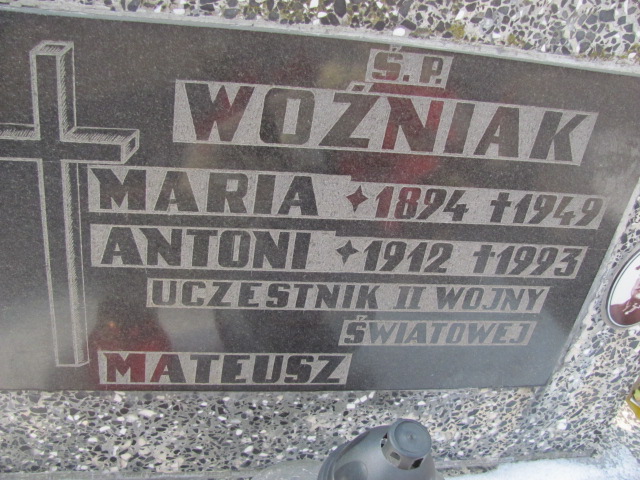 Ś.P.
WOŹNIAK
MARIA ✦1894 ✝1949
ANTONI ✦1912 ✝1993
UCZESTNIK II WOJNY
ŚWIATOWEJ
MATEUSZ